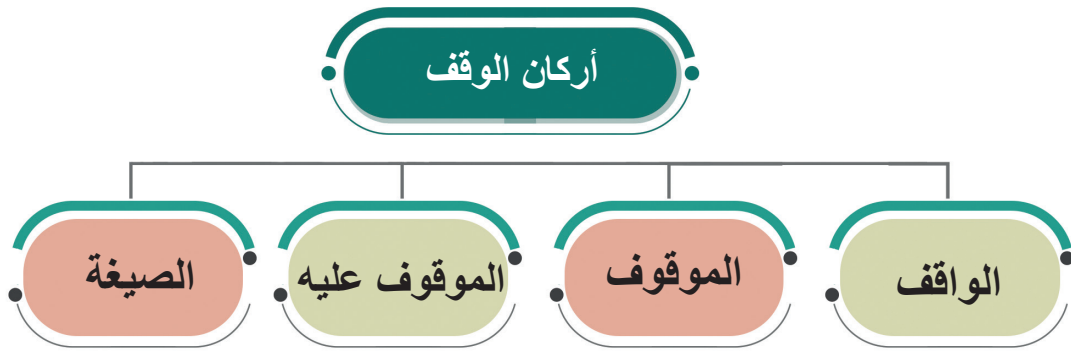 أركان الوقف
الواقف
الموقوف
الموقوف عليه
الصيغة